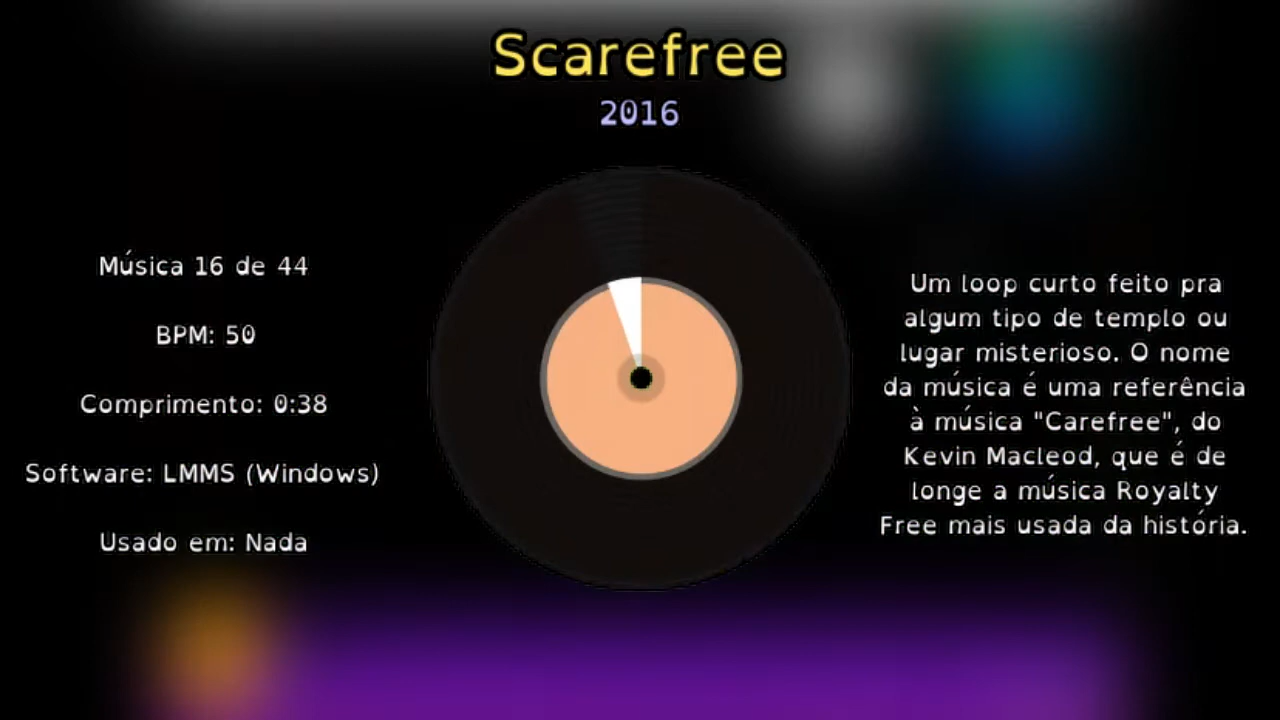 Scarefree
2016
Música 16 de 44
BPM: 50
Comprimento: 0:38
Software: LMMS (Windows)
Usado em: Nada
Um loop curto feito pra
algum tipo de templo ou
lugar misterioso. O nome
da música é uma referência
à música "Carefree", do
Kevin Macleod, que é de
longe a música Royalty
Free mais usada da história.